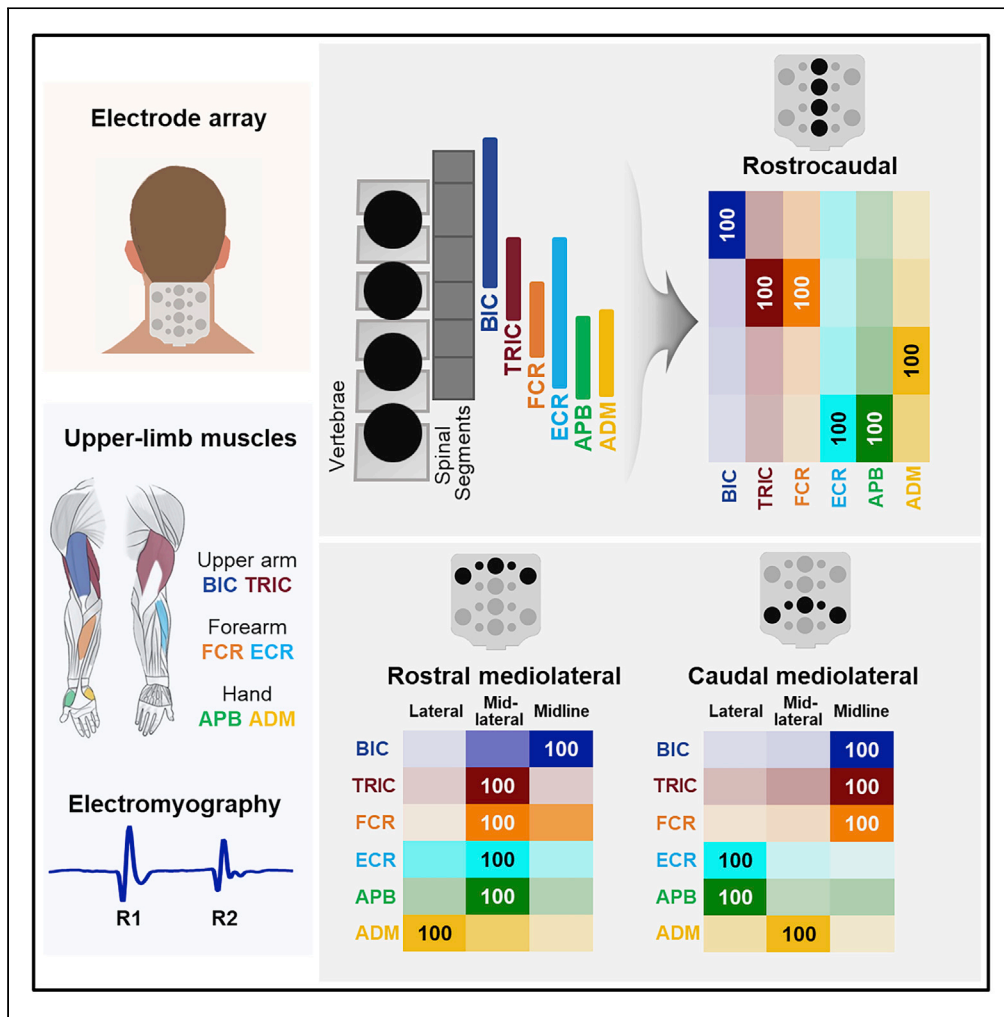 Electrode array
Upper-limb muscles
Upper arm
BIC TRIC
Forearm
FCR ECR
Hand
APB ADM
Electromyography
R1 R2
Vertebrae
Spinal
Segments
BIC
TRIC
FCR
ECR
APB
ADM
Rostrocaudal
100
100 100
100
100 100
BIC TRIC FCR ECR APB ADM
Rostral mediolateral
Lateral Mid-
lateral Midline
BIC 100
TRIC 100
FCR 100
ECR 100
APB 100
ADM 100
Caudal mediolateral
Lateral Mid-
lateral Midline
BIC 100
TRIC 100
FCR 100
ECR 100
APB 100
ADM 100